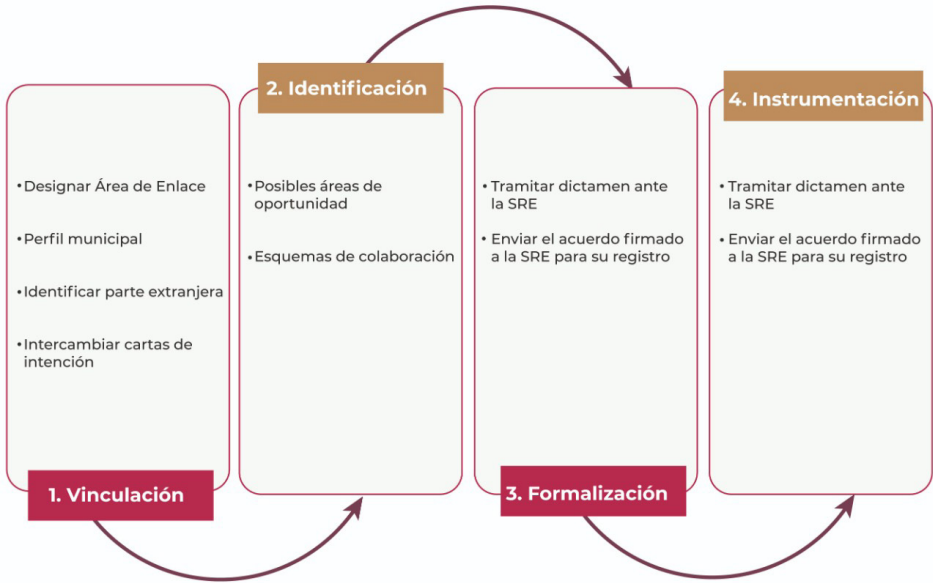 • Designar Área de Enlace
• Perfil municipal
• Identificar parte extranjera
• Intercambiar cartas de
intención
1. Vinculación
2. Identificación
• Posibles áreas de
oportunidad
• Esquemas de colaboración
• Tramitar dictamen ante
la SRE
• Enviar el acuerdo firmado
a la SRE para su registro
3. Formalización
4. Instrumentación
• Tramitar dictamen ante
la SRE
• Enviar el acuerdo firmado
a la SRE para su registro